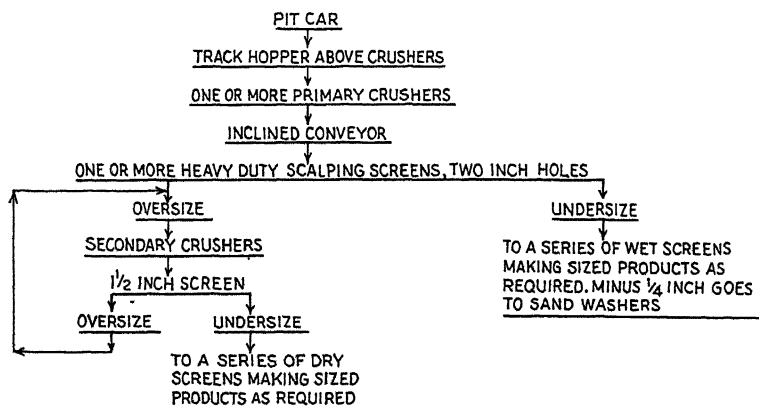 PIT CAR
TRACK HOPPER ABOVE CRUSHERS
ONE OR MORE PRIMARY CRUSHERS
INCLINED CONVEYOR
ONE OR MORE HEAVY DUTY SCALPING SCREENS, TWO INCH HOLES
OVERSIZE
SECONDARY CRUSHERS
1½ INCH SCREEN
OVERSIZE
UNDERSIZE
TO A SERIES OF DRY
SCREENS MAKING SIZED
PRODUCTS AS REQUIRED
UNDERSIZE
TO A SERIES OF WET SCREENS
MAKING SIZED PRODUCTS AS
REQUIRED. MINUS ¼ INCH GOES
TO SAND WASHERS